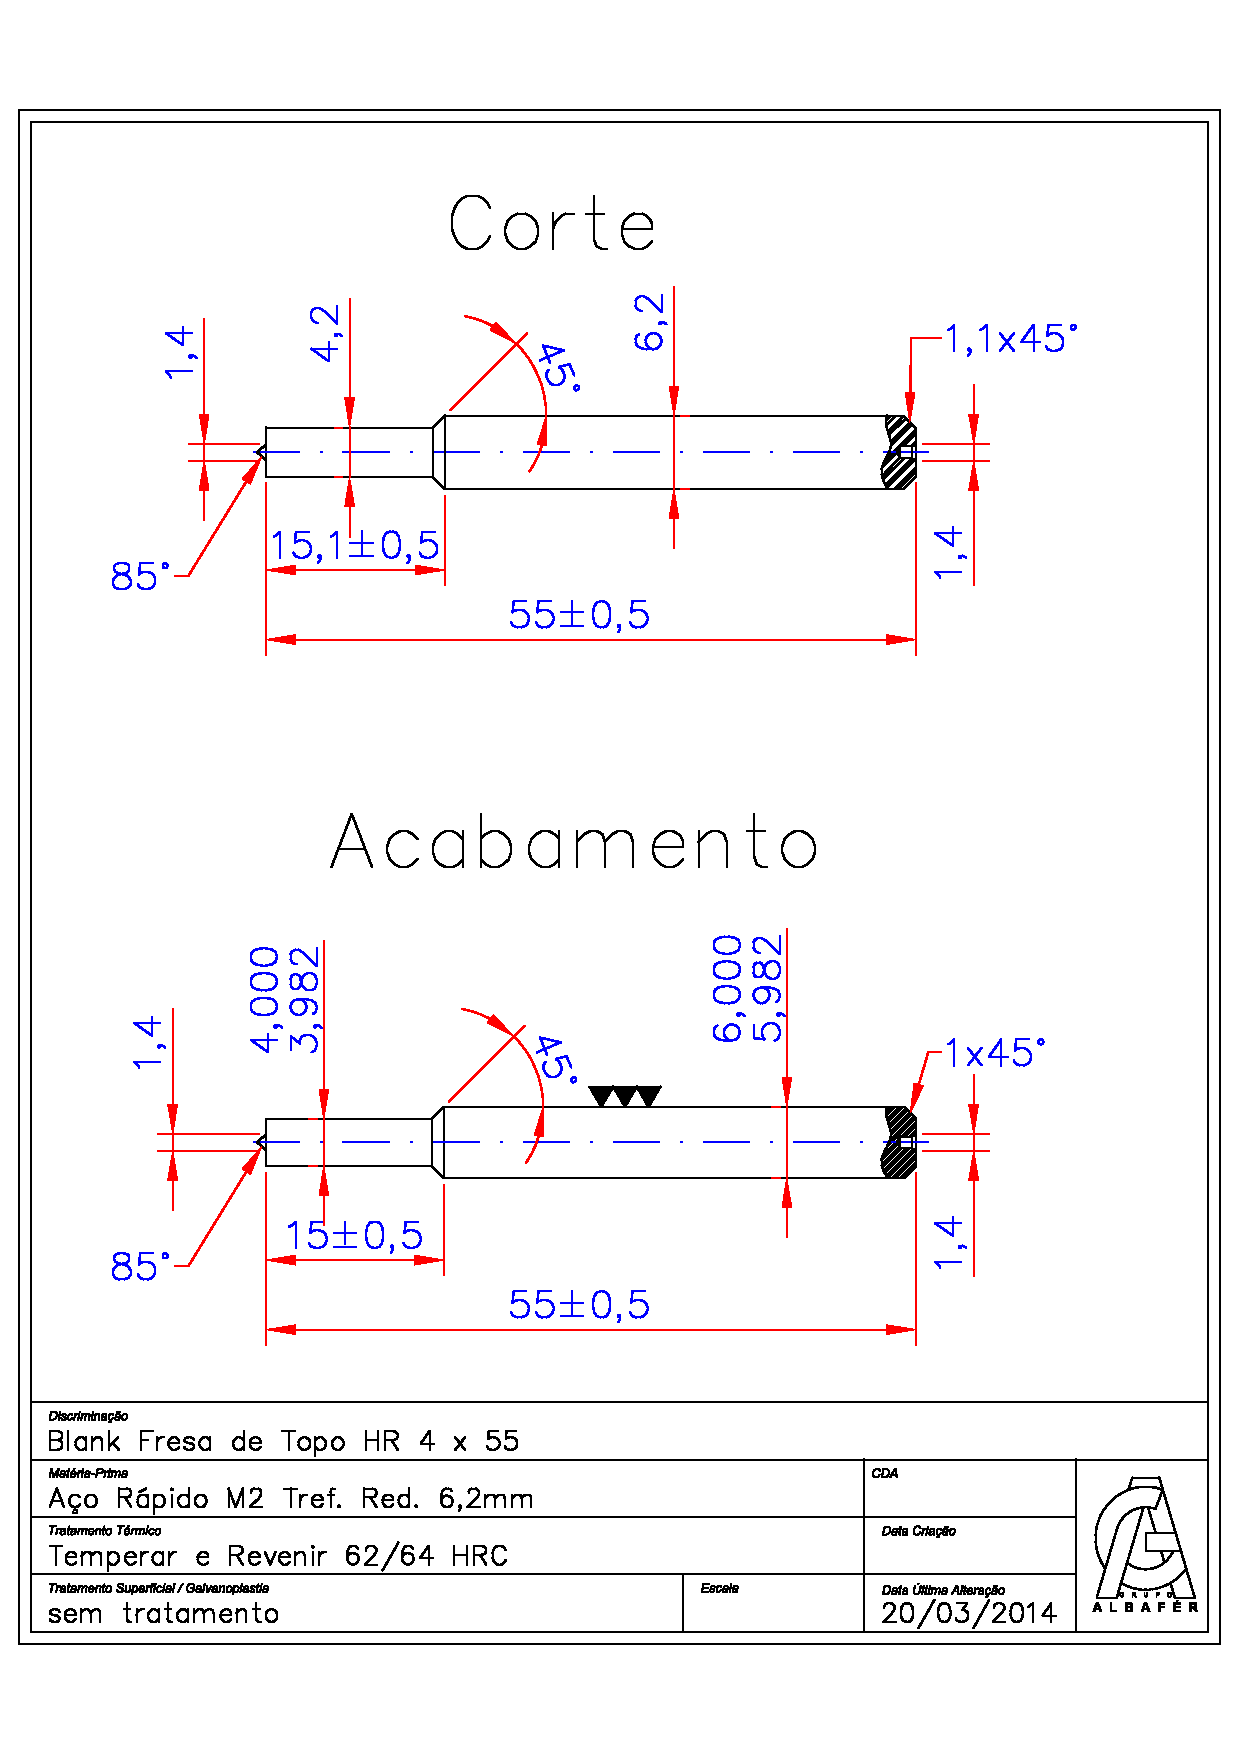 Corte
1,4
4,2
45°
6,2
1,1x45°
15,1±0,5
1,4
85°
55±0,5
Acabamento
4,000
3,982
6,000
5,982
1,4
45°
1x45°
15±0,5
1,4
85°
55±0,5
Discriminação
Blank Fresa de Topo HR 4 x 55
Matéria-Prima
CDA
Aço Rápido M2 Tref. Red. 6,2mm
Tratamento Térmico
Data Criação
Temperar e Revenir 62/64 HRC
Tratamento Superficial / Galvanoplastia
Escala
Data Última Alteração
sem tratamento
20/03/2014
GRUPO
ALBAFÉR